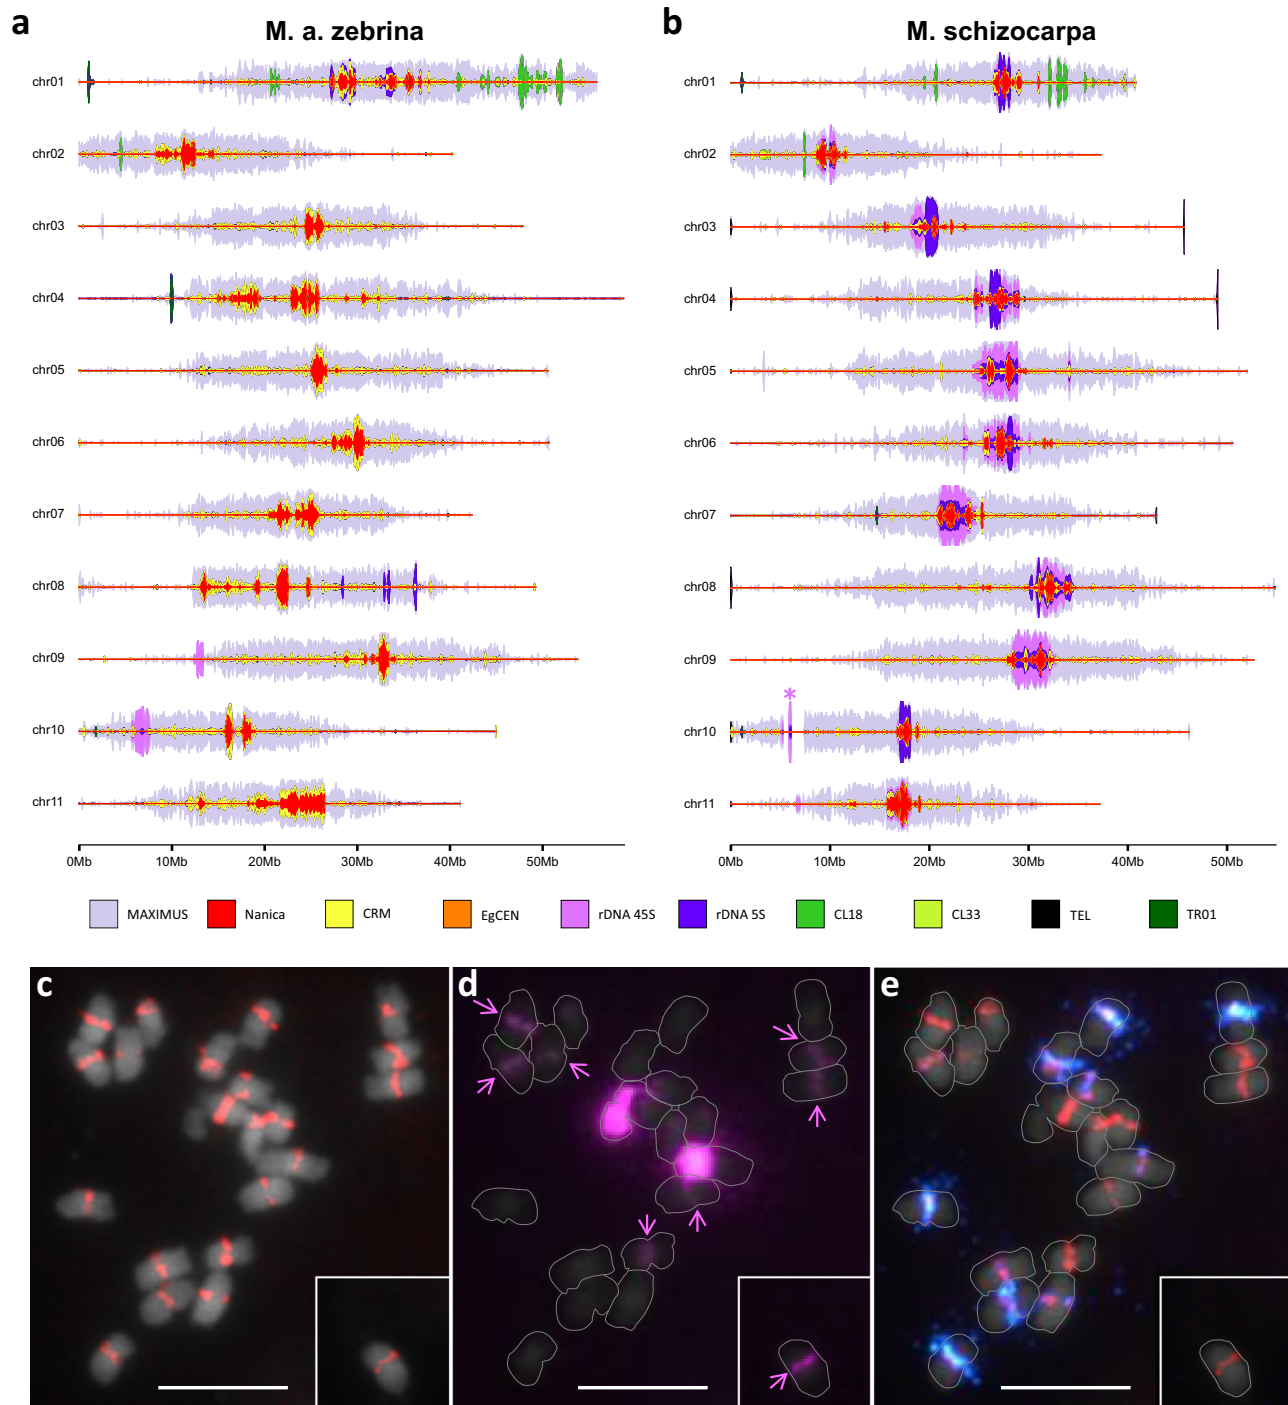 a
M. a. zebrina
chr01
chr02
chr03
chr04
chr05
chr06
chr07
chr08
chr09
chr10
chr11
0Mb 10Mb 20Mb 30Mb 40Mb 50Mb
b
M. schizocarpa
chr01
chr02
chr03
chr04
chr05
chr06
chr07
chr08
chr09
*
chr10
chr11
0Mb 10Mb 20Mb 30Mb 40Mb 50Mb
MAXIMUS Nanica CRM EgCEN rDNA 45S rDNA 5S CL18 CL33 TEL TR01
c
d
e